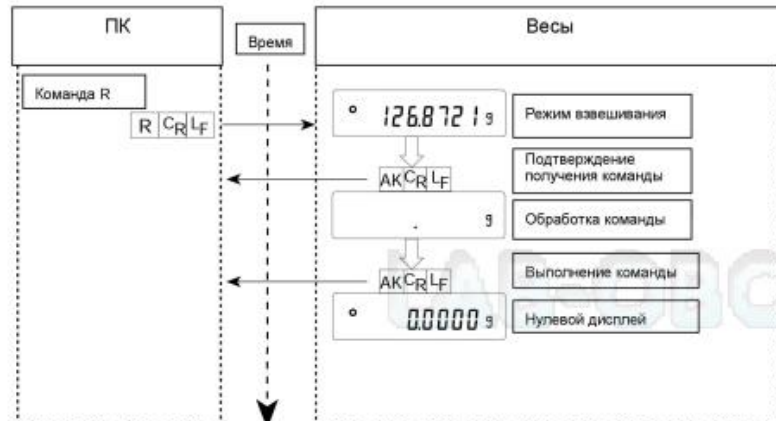 ПК
Время
Весы
Команда R
R CR LF
126.8721 g
Режим взвешивания
AK CR LF
Подтверждение
получения команды
. g
Обработка команды
AK CR LF
Выполнение команды
0.0000 g
Нулевой дисплей